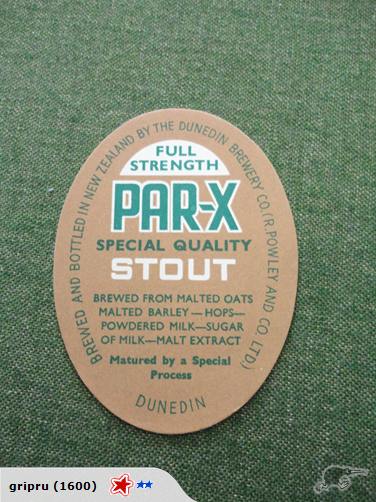 BREWED AND BOTTLED IN NEW ZEALAND BY THE DUNEDIN BREWERY CO. (R. POWLEY AND CO. LTD)
FULL
STRENGTH
PAR-X
SPECIAL QUALITY
STOUT
BREWED FROM MALTED OATS
MALTED BARLEY — HOPS —
POWDERED MILK — SUGAR
OF MILK — MALT EXTRACT
Matured by a Special
Process
DUNEDIN
gripru (1600)